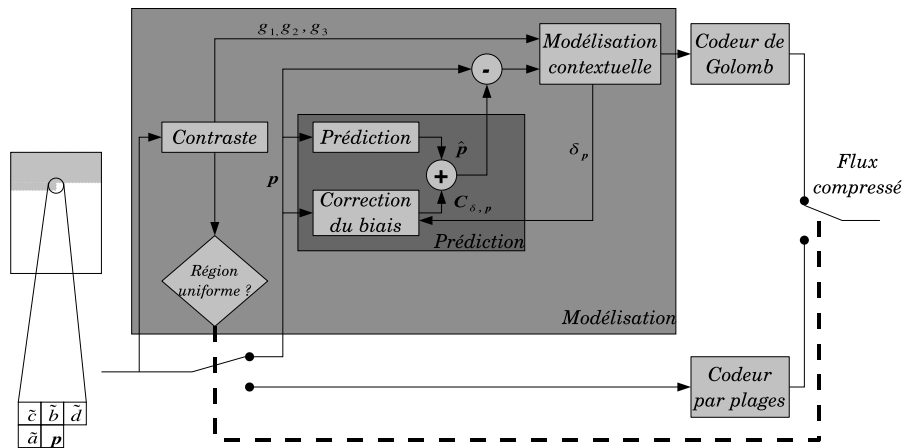 g₁, g₂, g₃
Modélisation
contextuelle
Codeur de
Golomb
-
Contraste
Prédiction
p̂
p
+
δₚ
Flux
compressé
Correction
du biais
C_δ,p
Prédiction
Région
uniforme ?
Modélisation
Codeur
par plages
c̃ b̃ d̃
ã p